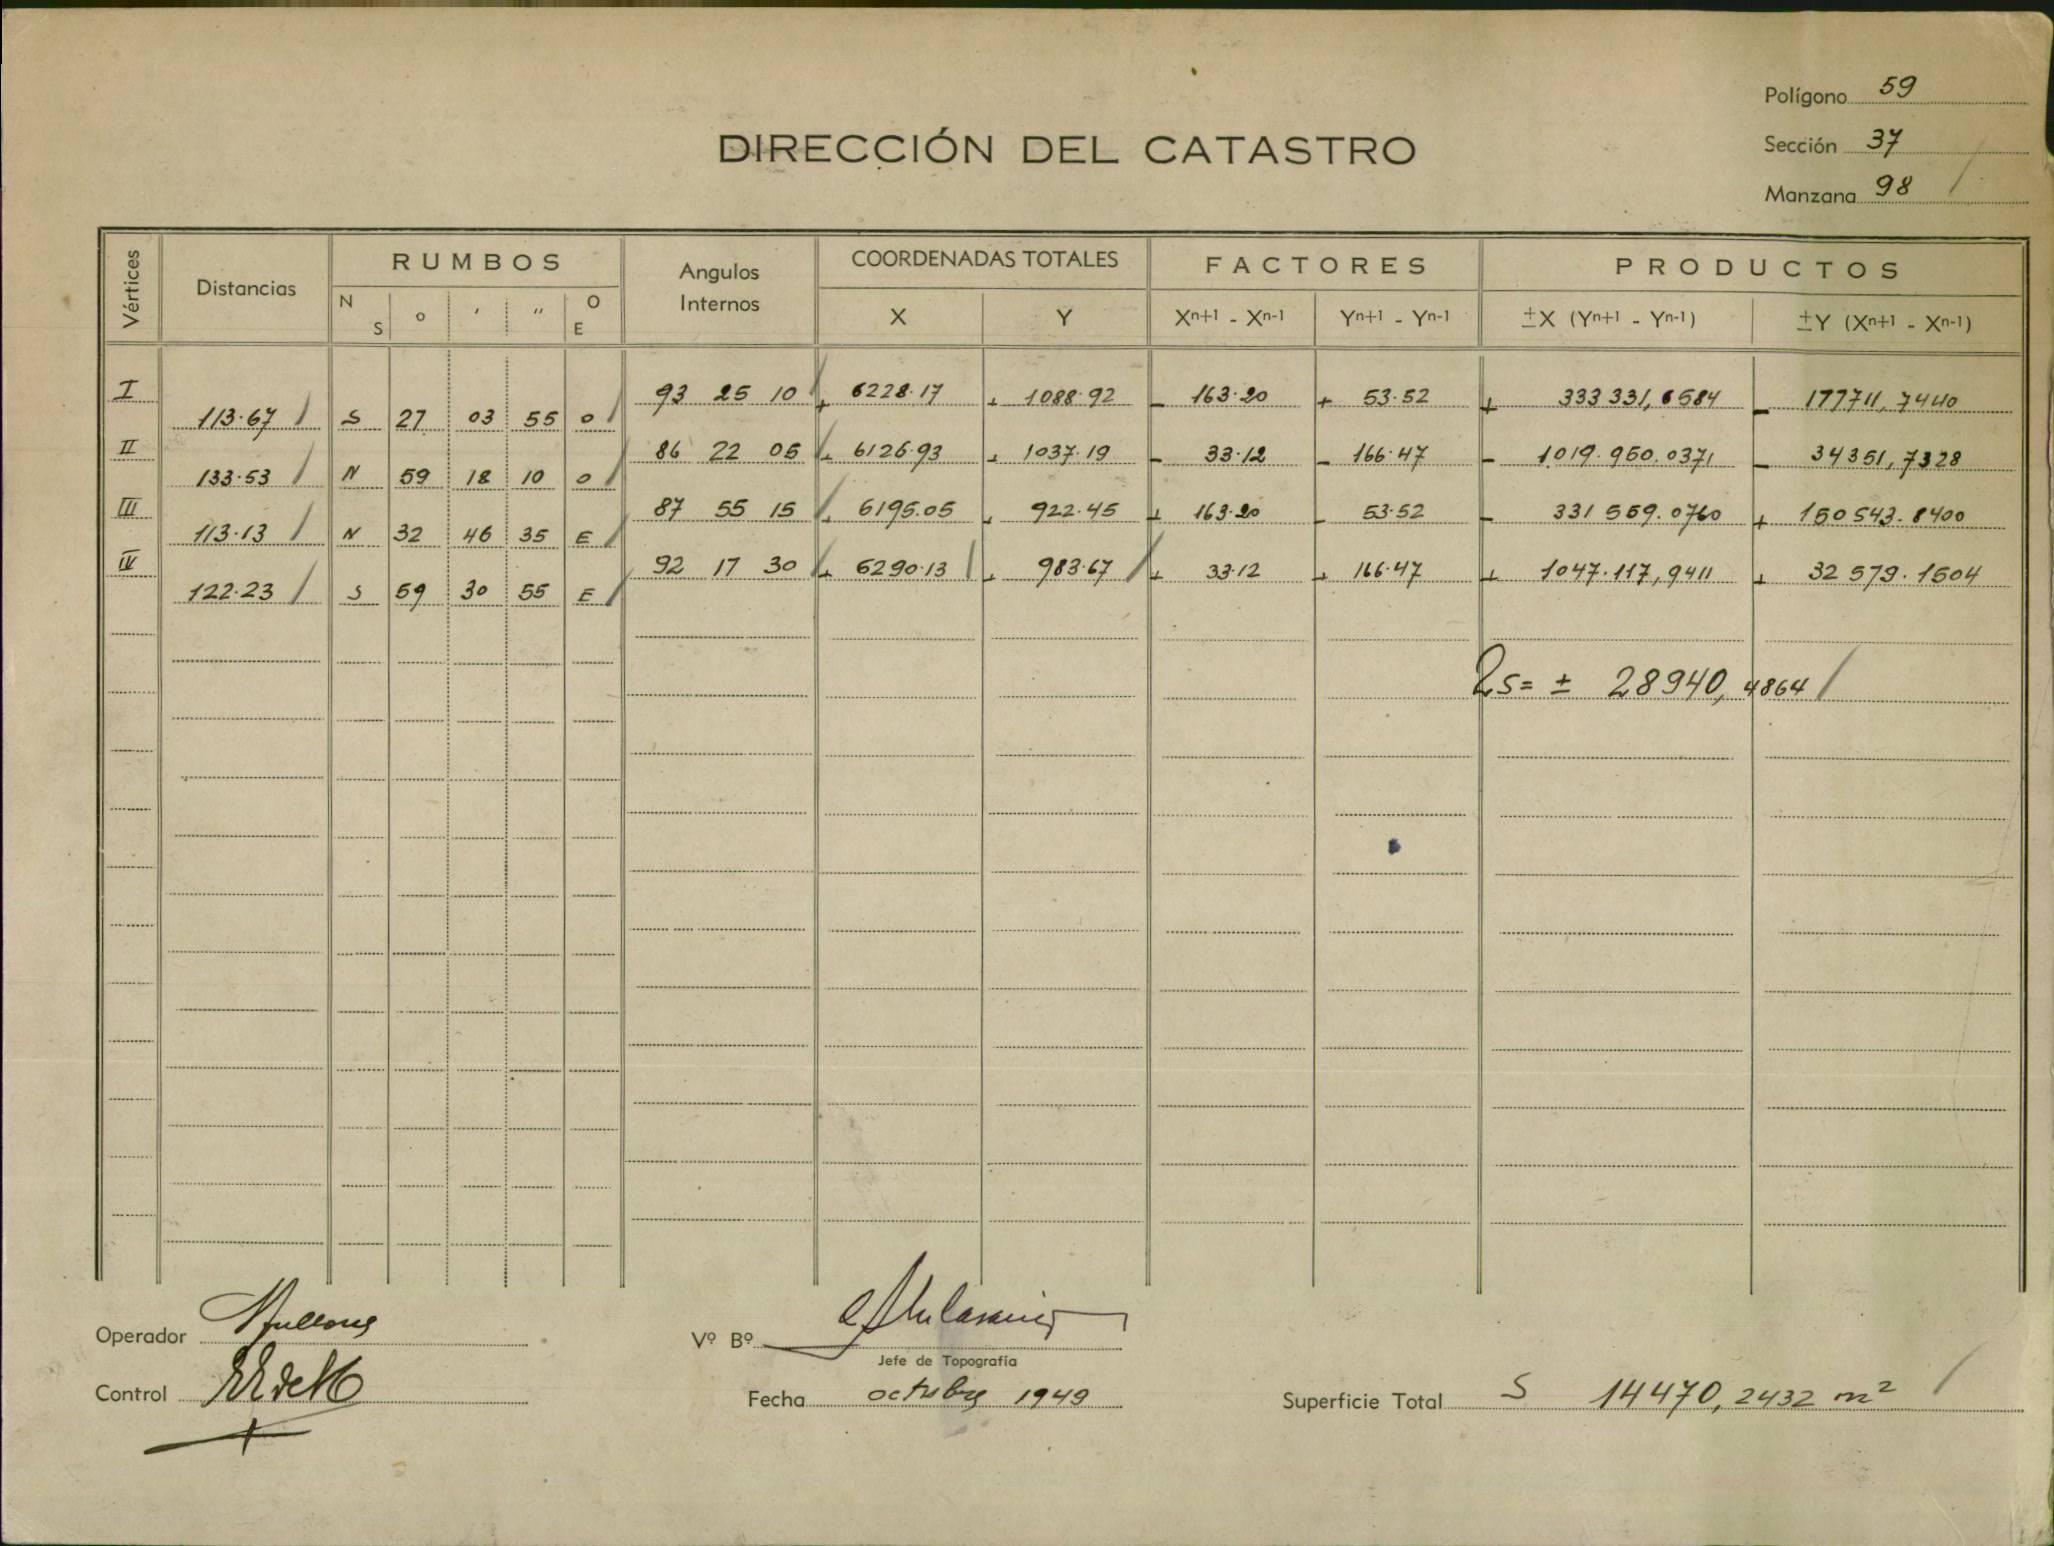 Polígono 59
DIRECCIÓN DEL CATASTRO
Sección 37
Manzana 98
Vértices Distancias RUMBOS Angulos Internos COORDENADAS TOTALES FACTORES PRODUCTOS
N S o ′ ″ O E X Y Xn+1 - Xn-1 Yn+1 - Yn-1 ±X (Yn+1 - Yn-1) ±Y (Xn+1 - Xn-1)
I 93 25 10 + 6228.17 + 1088.92 - 163.20 + 53.52 + 333 331,6584 - 177711,7440
113.67 S 27 03 55 O
II 86 22 05 + 6126.93 + 1037.19 - 33.12 - 166.47 - 1.019.950.0371 - 34351,7328
133.53 N 59 18 10 O
III 87 55 15 + 6195.05 + 922.45 + 163.20 - 53.52 - 331 559.0760 + 150543.8400
113.13 N 32 46 35 E
IV 92 17 30 + 6290.13 + 983.67 + 33.12 + 166.47 + 1047.117,9411 + 32 579.1504
122.23 S 59 30 55 E
2s = ± 28940,4864
Operador
Vº Bº
Jefe de Topografía
Control
Fecha octubre 1949
Superficie Total S 14470,2432 m²